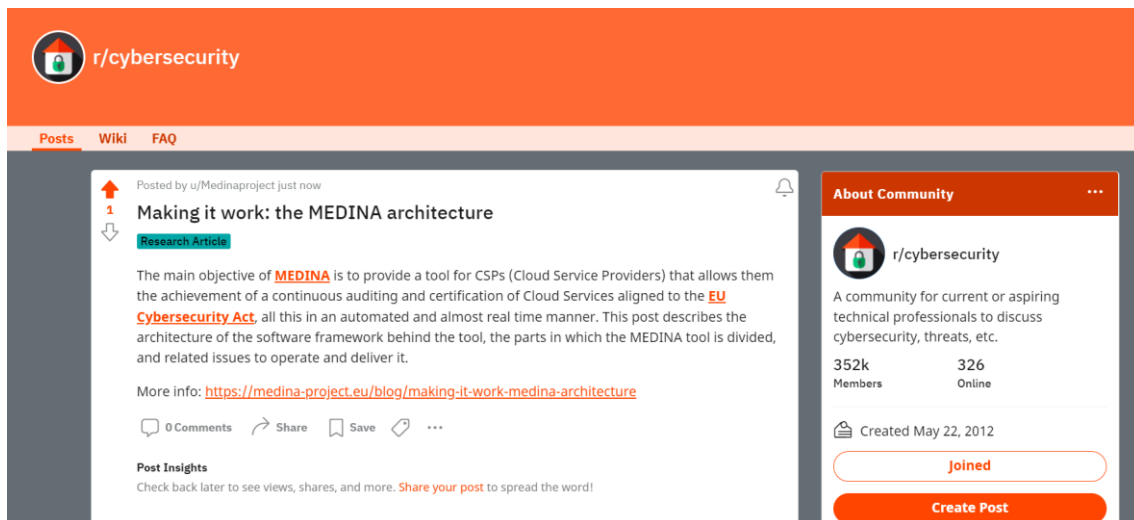 r/cybersecurity
Posts Wiki FAQ
Posted by u/Medinaproject just now
1
Making it work: the MEDINA architecture
Research Article
The main objective of MEDINA is to provide a tool for CSPs (Cloud Service Providers) that allows them
the achievement of a continuous auditing and certification of Cloud Services aligned to the EU
Cybersecurity Act, all this in an automated and almost real time manner. This post describes the
architecture of the software framework behind the tool, the parts in which the MEDINA tool is divided,
and related issues to operate and deliver it.
More info: https://medina-project.eu/blog/making-it-work-medina-architecture
0 Comments Share Save
Post Insights
Check back later to see views, shares, and more. Share your post to spread the word!
About Community
r/cybersecurity
A community for current or aspiring
technical professionals to discuss
cybersecurity, threats, etc.
352k 326
Members Online
Created May 22, 2012
Joined
Create Post